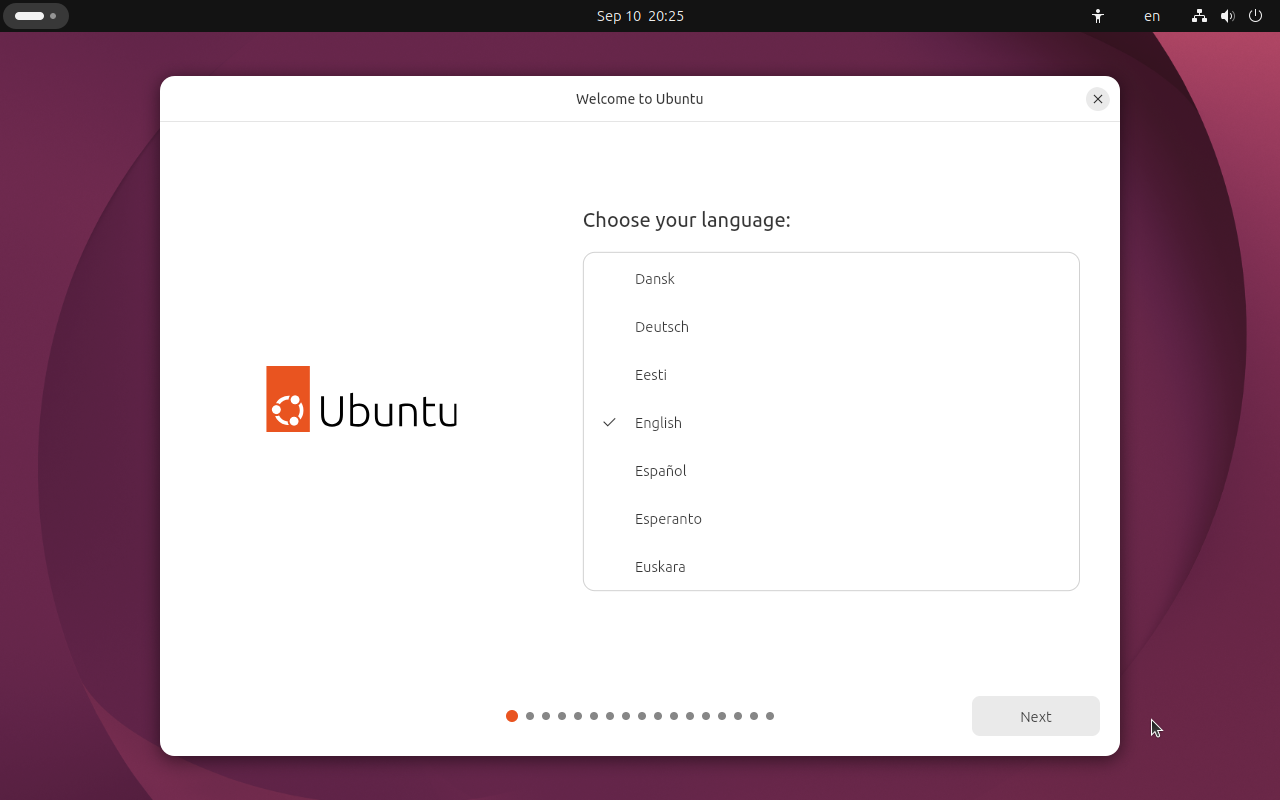 Sep 10 20:25
en
Welcome to Ubuntu
Ubuntu
Choose your language:
Dansk
Deutsch
Eesti
English
Español
Esperanto
Euskara
Next